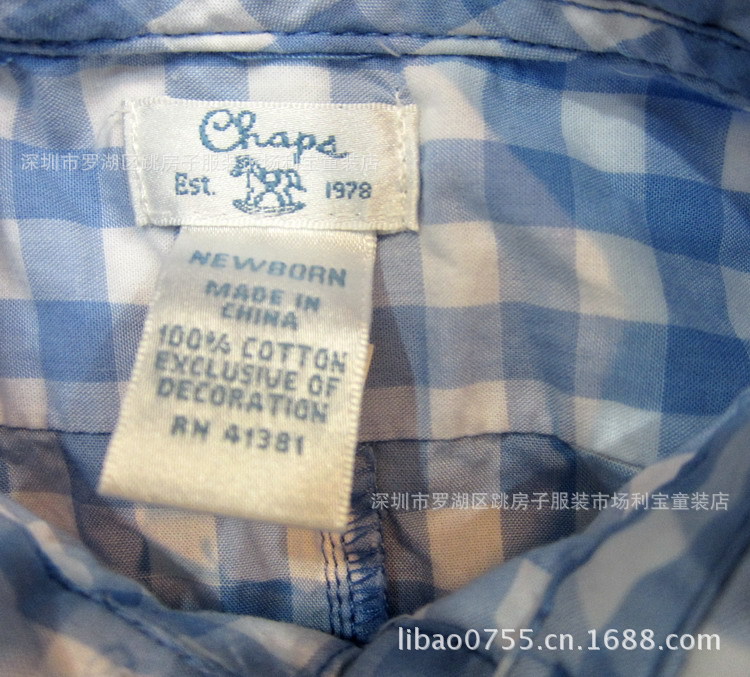 Chaps
深圳市罗湖区跳房子服装市场利宝童装店
Est. 1978
NEWBORN
MADE IN
CHINA
100% COTTON
EXCLUSIVE OF
DECORATION
RN 41381
深圳市罗湖区跳房子服装市场利宝童装店
libao0755.cn.1688.com